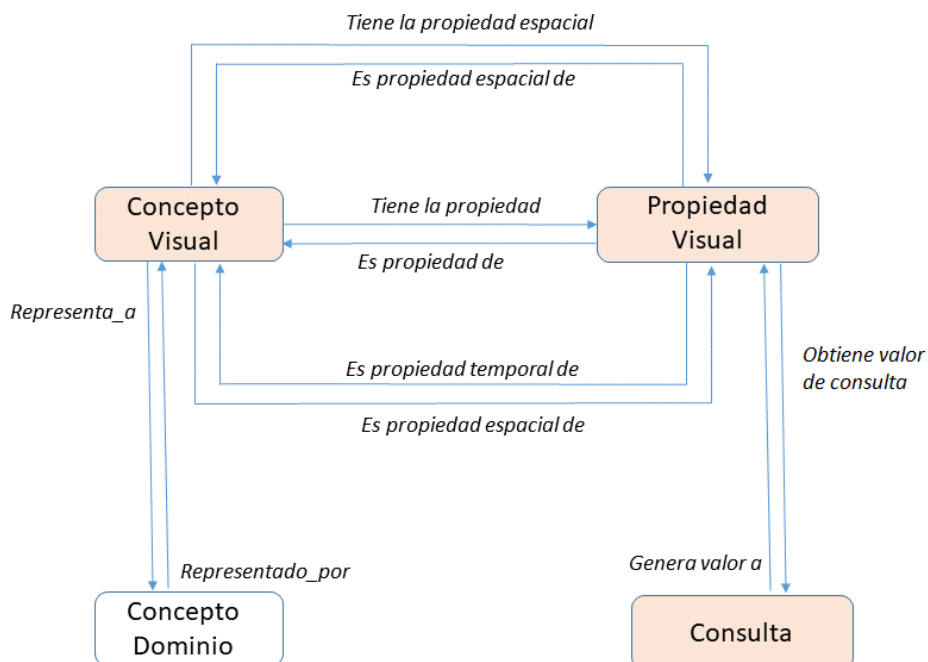 Tiene la propiedad espacial
Es propiedad espacial de
Concepto
Visual
Tiene la propiedad
Es propiedad de
Propiedad
Visual
Representa_a
Es propiedad temporal de
Es propiedad espacial de
Obtiene valor
de consulta
Representado_por
Genera valor a
Concepto
Dominio
Consulta